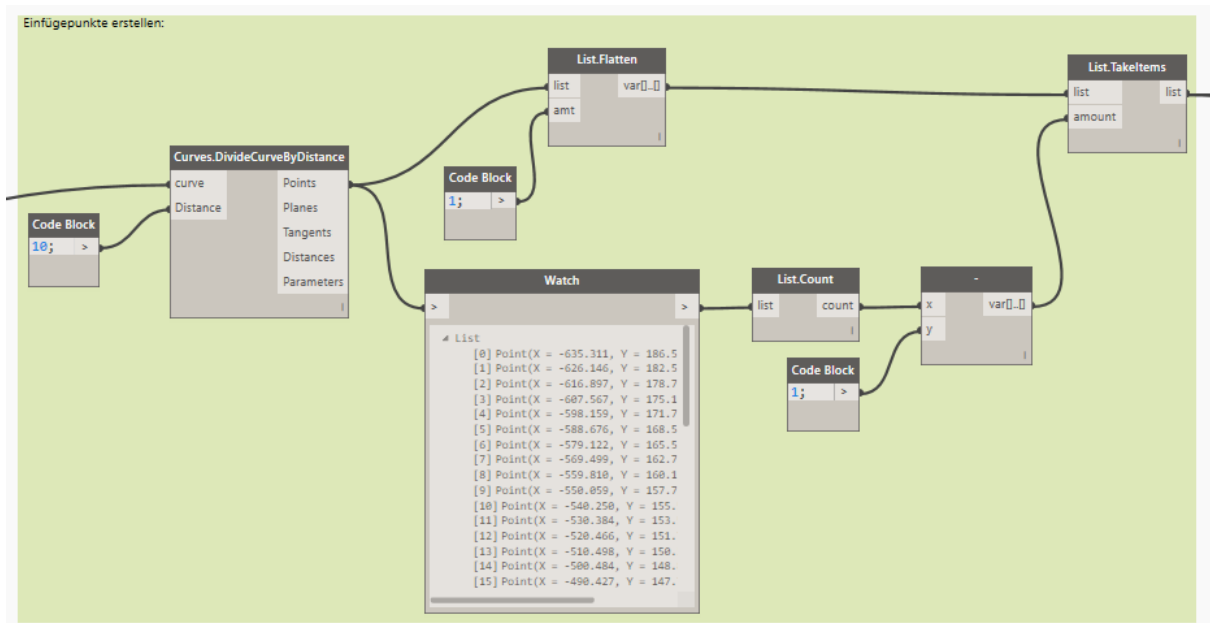 Einfügepunkte erstellen:
List.Flatten
list var[]..[]
amt
List.TakeItems
list list
amount
Curves.DivideCurveByDistance
curve Points
Distance Planes
Tangents
Distances
Parameters
Code Block
10; >
Code Block
1; >
Watch
> >
List
[0] Point(X = -635.311, Y = 186.5
[1] Point(X = -626.146, Y = 182.5
[2] Point(X = -616.897, Y = 178.7
[3] Point(X = -607.567, Y = 175.1
[4] Point(X = -598.159, Y = 171.7
[5] Point(X = -588.676, Y = 168.5
[6] Point(X = -579.122, Y = 165.5
[7] Point(X = -569.499, Y = 162.7
[8] Point(X = -559.810, Y = 160.1
[9] Point(X = -550.059, Y = 157.7
[10] Point(X = -540.250, Y = 155.
[11] Point(X = -530.384, Y = 153.
[12] Point(X = -520.466, Y = 151.
[13] Point(X = -510.498, Y = 150.
[14] Point(X = -500.484, Y = 148.
[15] Point(X = -490.427, Y = 147.
List.Count
list count
-
x var[]..[]
y
Code Block
1; >